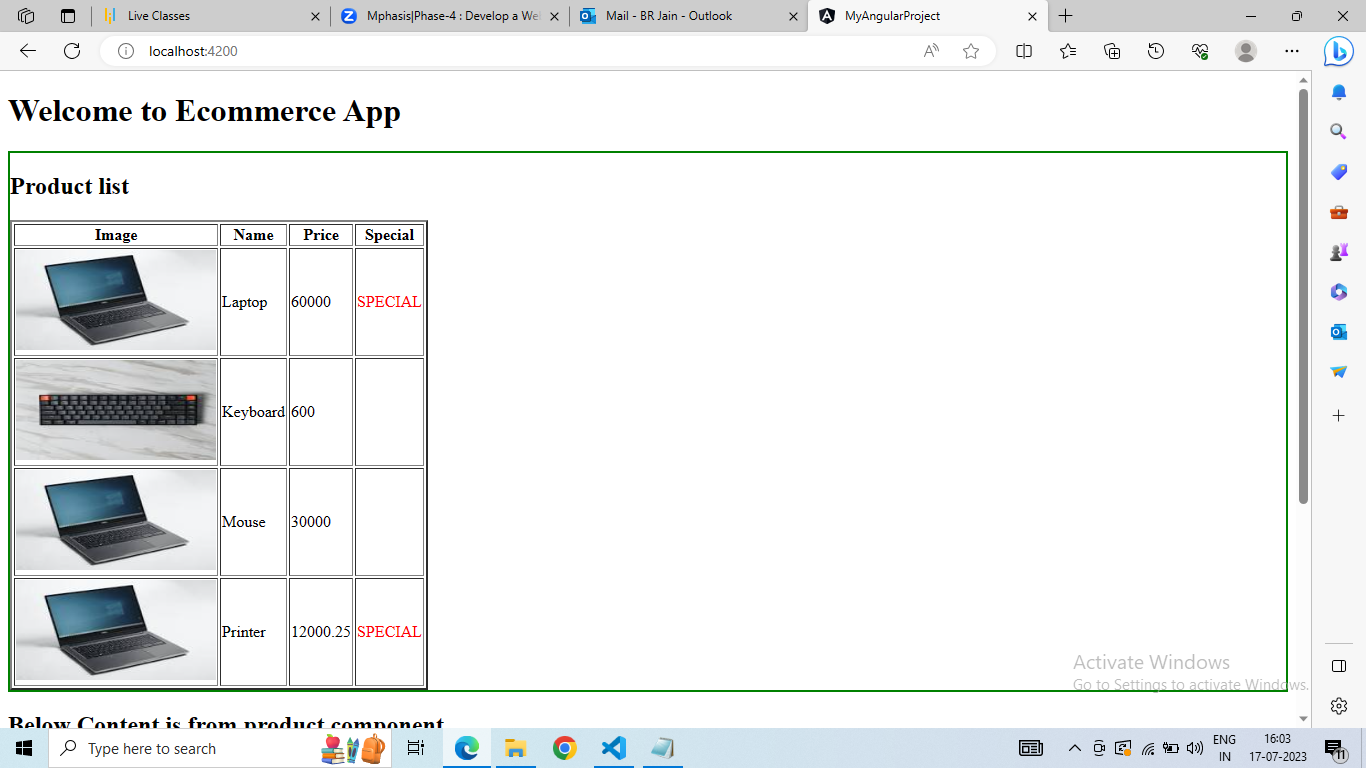 Live Classes
Mphasis|Phase-4 : Develop a We
Mail - BR Jain - Outlook
MyAngularProject
localhost:4200
Welcome to Ecommerce App
Product list
Image Name Price Special
Laptop 60000 SPECIAL
Keyboard 600
Mouse 30000
Printer 12000.25 SPECIAL
Activate Windows
Go to Settings to activate Windows.
Below Content is from product component
Type here to search
ENG
IN
16:03
17-07-2023
11